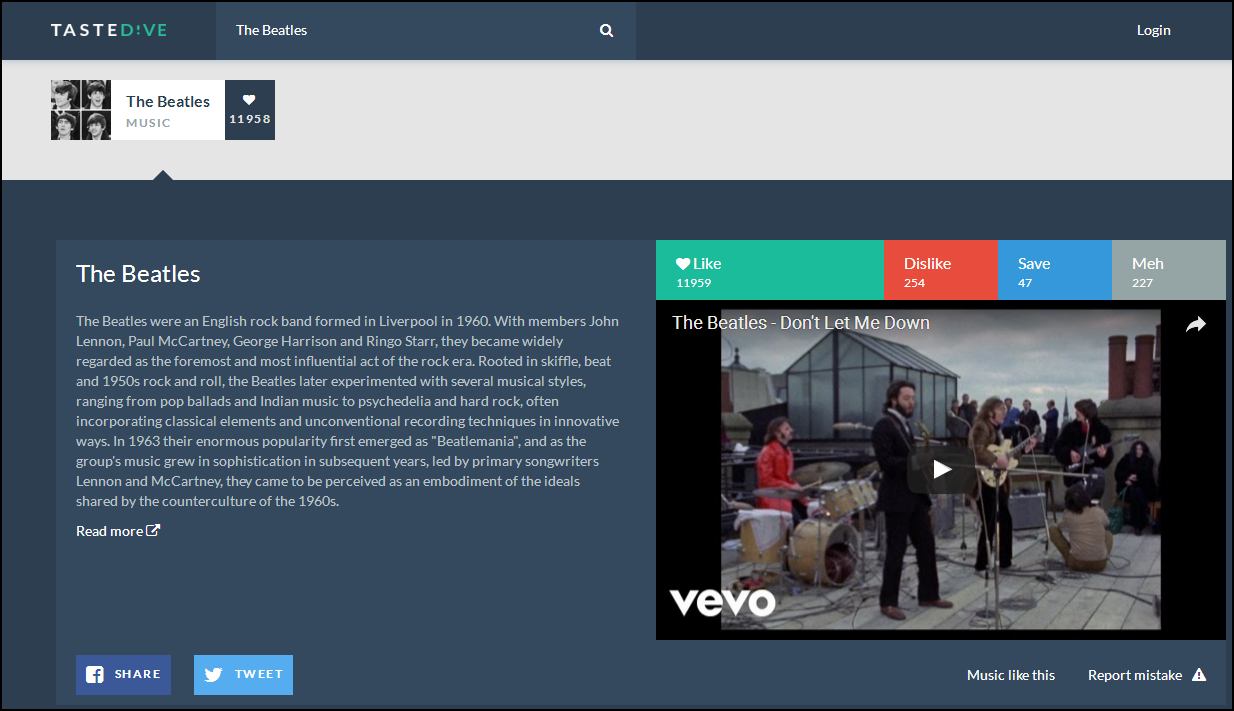 TASTEDIVE
The Beatles
Login
The Beatles
MUSIC
11958
The Beatles
The Beatles were an English rock band formed in Liverpool in 1960. With members John
Lennon, Paul McCartney, George Harrison and Ringo Starr, they became widely
regarded as the foremost and most influential act of the rock era. Rooted in skiffle, beat
and 1950s rock and roll, the Beatles later experimented with several musical styles,
ranging from pop ballads and Indian music to psychedelia and hard rock, often
incorporating classical elements and unconventional recording techniques in innovative
ways. In 1963 their enormous popularity first emerged as "Beatlemania", and as the
group's music grew in sophistication in subsequent years, led by primary songwriters
Lennon and McCartney, they came to be perceived as an embodiment of the ideals
shared by the counterculture of the 1960s.
Read more
Like
11959
Dislike
254
Save
47
Meh
227
The Beatles - Don't Let Me Down
vevo
SHARE
TWEET
Music like this
Report mistake